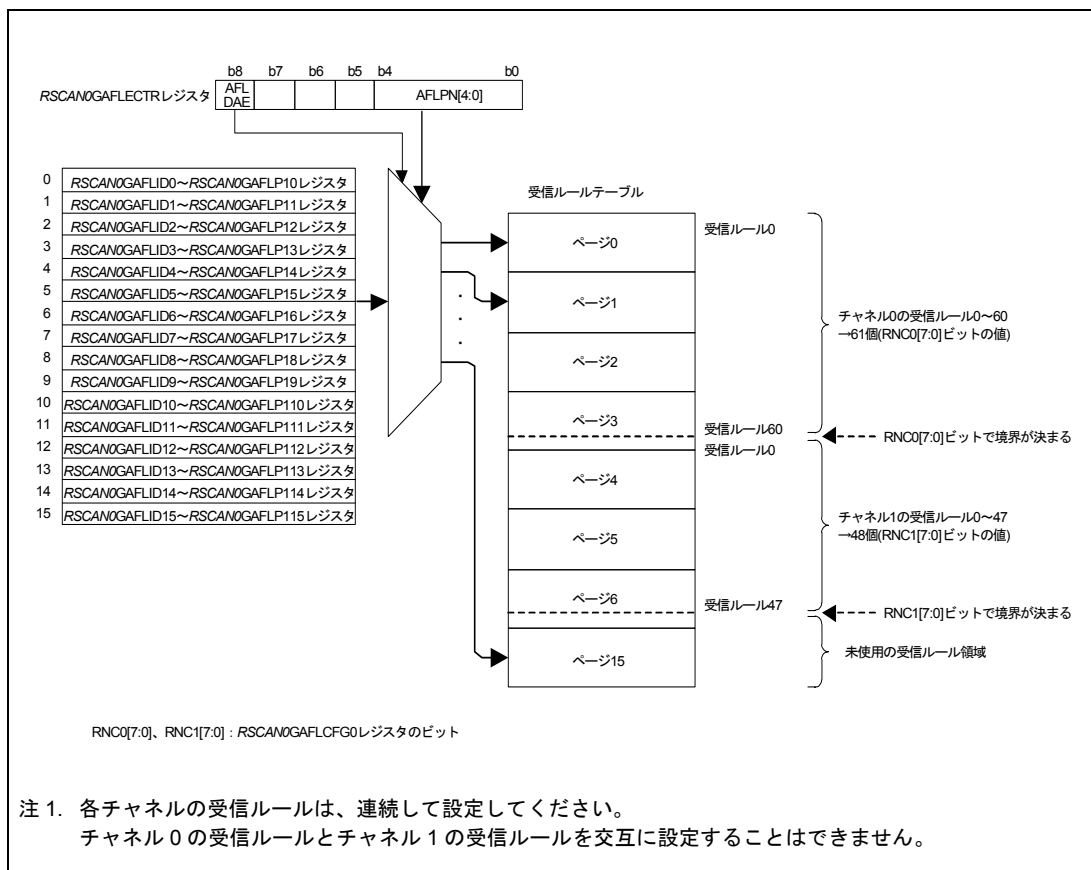 b8 b7 b6 b5 b4 b0
RSCAN0GAFLECTRレジスタ
AFL
DAE
AFLPN[4:0]
0 RSCAN0GAFLID0～RSCAN0GAFLP10レジスタ
1 RSCAN0GAFLID1～RSCAN0GAFLP11レジスタ
2 RSCAN0GAFLID2～RSCAN0GAFLP12レジスタ
3 RSCAN0GAFLID3～RSCAN0GAFLP13レジスタ
4 RSCAN0GAFLID4～RSCAN0GAFLP14レジスタ
5 RSCAN0GAFLID5～RSCAN0GAFLP15レジスタ
6 RSCAN0GAFLID6～RSCAN0GAFLP16レジスタ
7 RSCAN0GAFLID7～RSCAN0GAFLP17レジスタ
8 RSCAN0GAFLID8～RSCAN0GAFLP18レジスタ
9 RSCAN0GAFLID9～RSCAN0GAFLP19レジスタ
10 RSCAN0GAFLID10～RSCAN0GAFLP110レジスタ
11 RSCAN0GAFLID11～RSCAN0GAFLP111レジスタ
12 RSCAN0GAFLID12～RSCAN0GAFLP112レジスタ
13 RSCAN0GAFLID13～RSCAN0GAFLP113レジスタ
14 RSCAN0GAFLID14～RSCAN0GAFLP114レジスタ
15 RSCAN0GAFLID15～RSCAN0GAFLP115レジスタ
受信ルールテーブル
ページ0
ページ1
ページ2
ページ3
ページ4
ページ5
ページ6
ページ15
受信ルール0
受信ルール60
受信ルール0
受信ルール47
チャネル0の受信ルール0～60
→61個(RNC0[7:0]ビットの値)
RNC0[7:0]ビットで境界が決まる
チャネル1の受信ルール0～47
→48個(RNC1[7:0]ビットの値)
RNC1[7:0]ビットで境界が決まる
未使用の受信ルール領域
RNC0[7:0]、RNC1[7:0]：RSCAN0GAFLCFG0レジスタのビット
注 1. 各チャネルの受信ルールは、連続して設定してください。
チャネル 0 の受信ルールとチャネル 1 の受信ルールを交互に設定することはできません。